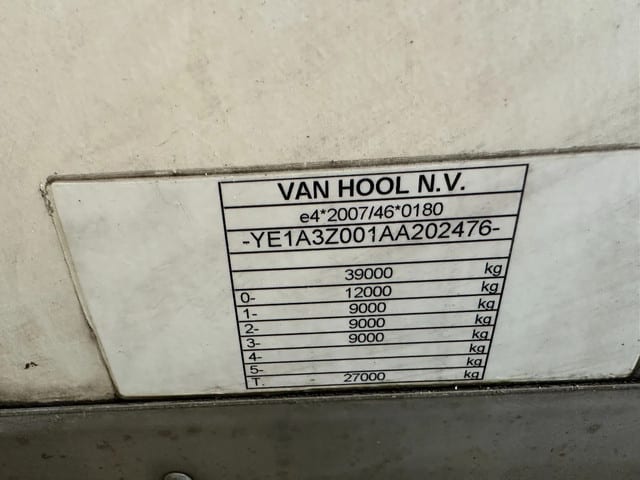 VAN HOOL N.V.
e4*2007/46*0180
-YE1A3Z001AA202476-
39000 kg
0- 12000 kg
1- 9000 kg
2- 9000 kg
3- 9000 kg
4- kg
5- kg
T. 27000 kg